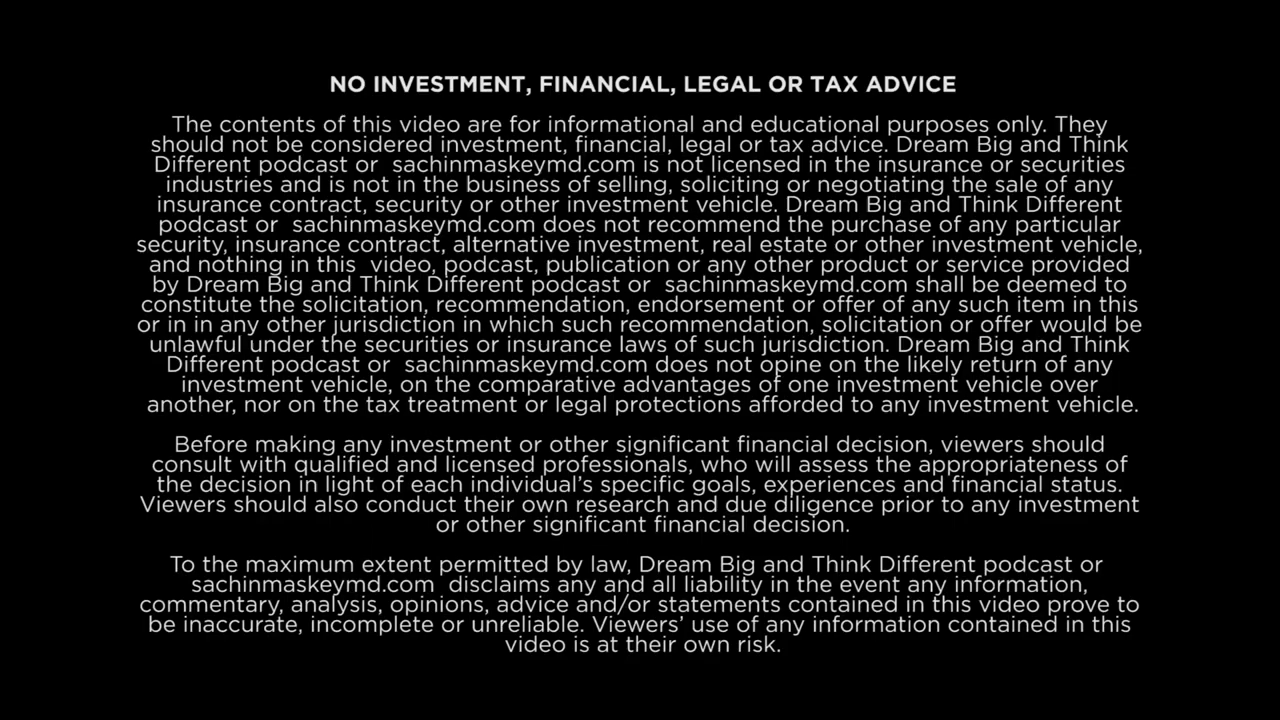 NO INVESTMENT, FINANCIAL, LEGAL OR TAX ADVICE
The contents of this video are for informational and educational purposes only. They
should not be considered investment, financial, legal or tax advice. Dream Big and Think
Different podcast or sachinmaskeymd.com is not licensed in the insurance or securities
industries and is not in the business of selling, soliciting or negotiating the sale of any
insurance contract, security or other investment vehicle. Dream Big and Think Different
podcast or sachinmaskeymd.com does not recommend the purchase of any particular
security, insurance contract, alternative investment, real estate or other investment vehicle,
and nothing in this video, podcast, publication or any other product or service provided
by Dream Big and Think Different podcast or sachinmaskeymd.com shall be deemed to
constitute the solicitation, recommendation, endorsement or offer of any such item in this
or in in any other jurisdiction in which such recommendation, solicitation or offer would be
unlawful under the securities or insurance laws of such jurisdiction. Dream Big and Think
Different podcast or sachinmaskeymd.com does not opine on the likely return of any
investment vehicle, on the comparative advantages of one investment vehicle over
another, nor on the tax treatment or legal protections afforded to any investment vehicle.
Before making any investment or other significant financial decision, viewers should
consult with qualified and licensed professionals, who will assess the appropriateness of
the decision in light of each individual's specific goals, experiences and financial status.
Viewers should also conduct their own research and due diligence prior to any investment
or other significant financial decision.
To the maximum extent permitted by law, Dream Big and Think Different podcast or
sachinmaskeymd.com disclaims any and all liability in the event any information,
commentary, analysis, opinions, advice and/or statements contained in this video prove to
be inaccurate, incomplete or unreliable. Viewers' use of any information contained in this
video is at their own risk.